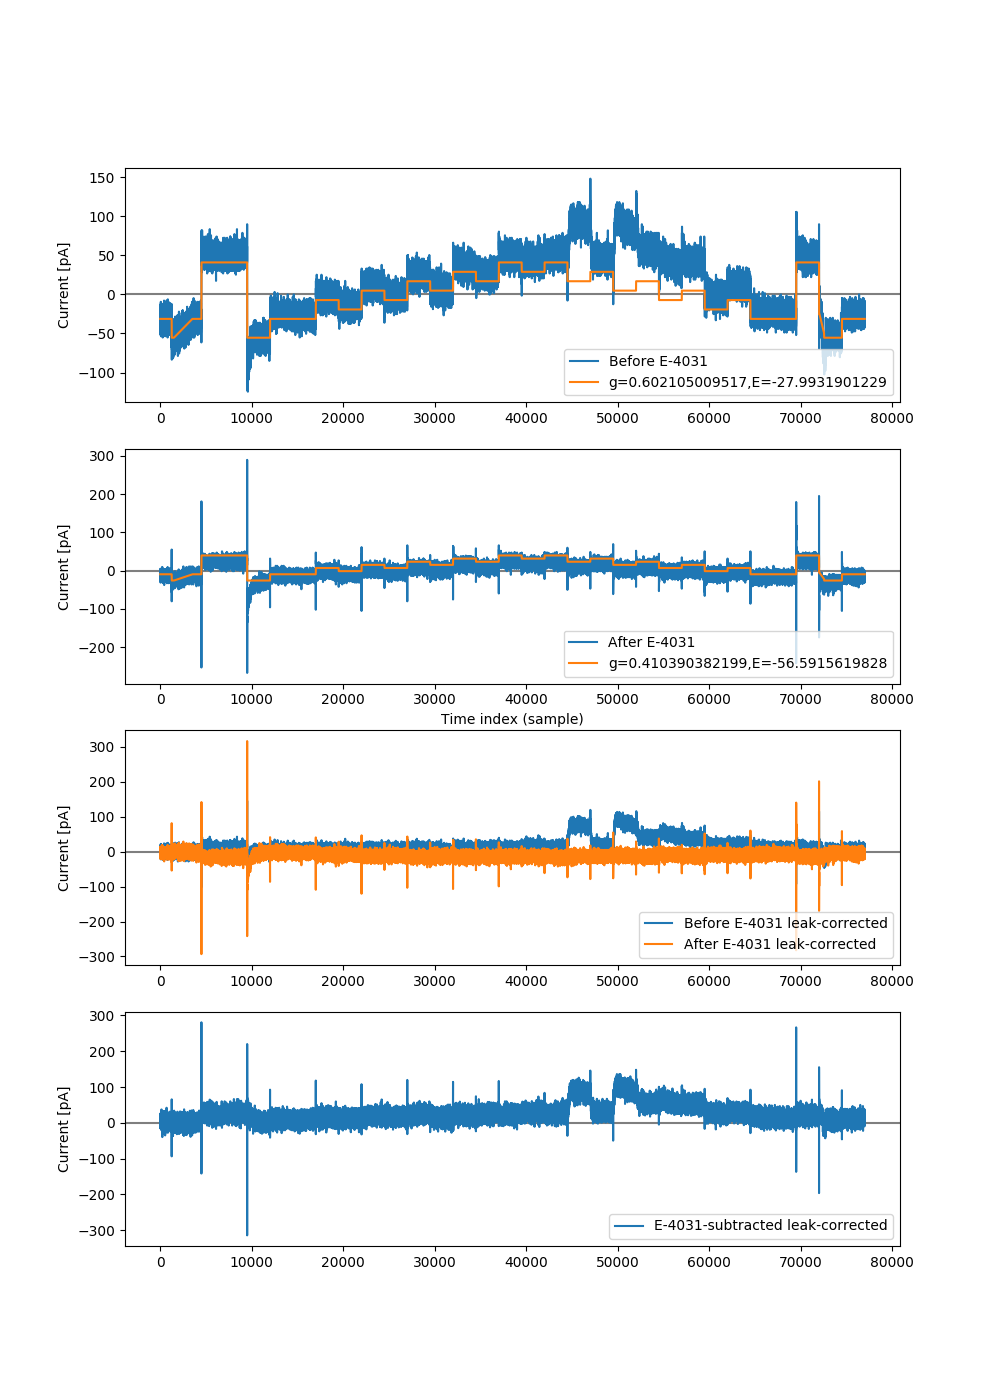 150
100
50
0
−50
−100
Current [pA]
Before E-4031
g=0.602105009517,E=-27.9931901229
0 10000 20000 30000 40000 50000 60000 70000 80000
300
200
100
0
−100
−200
Current [pA]
After E-4031
g=0.410390382199,E=-56.5915619828
0 10000 20000 30000 40000 50000 60000 70000 80000
Time index (sample)
300
200
100
0
−100
−200
−300
Current [pA]
Before E-4031 leak-corrected
After E-4031 leak-corrected
0 10000 20000 30000 40000 50000 60000 70000 80000
300
200
100
0
−100
−200
−300
Current [pA]
E-4031-subtracted leak-corrected
0 10000 20000 30000 40000 50000 60000 70000 80000